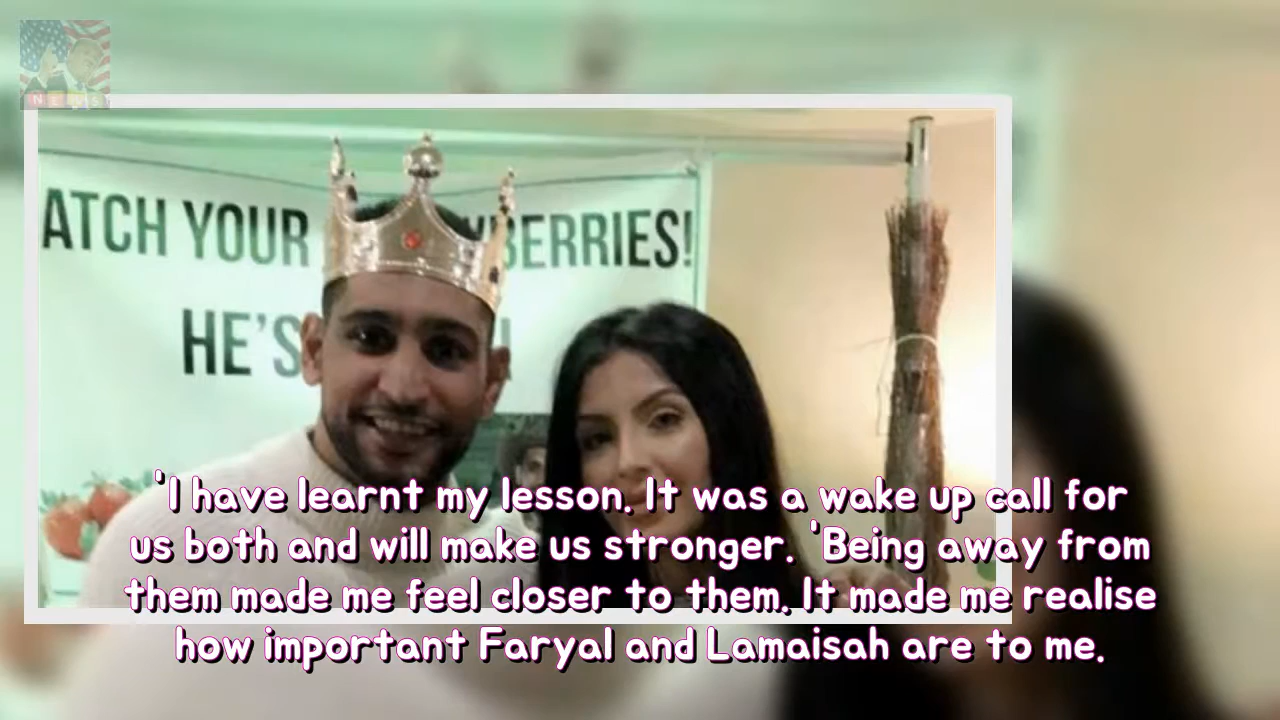 NEWS
ATCH YOUR BERRIES!
HE'S
'I have learnt my lesson. It was a wake up call for
us both and will make us stronger. 'Being away from
them made me feel closer to them. It made me realise
how important Faryal and Lamaisah are to me.